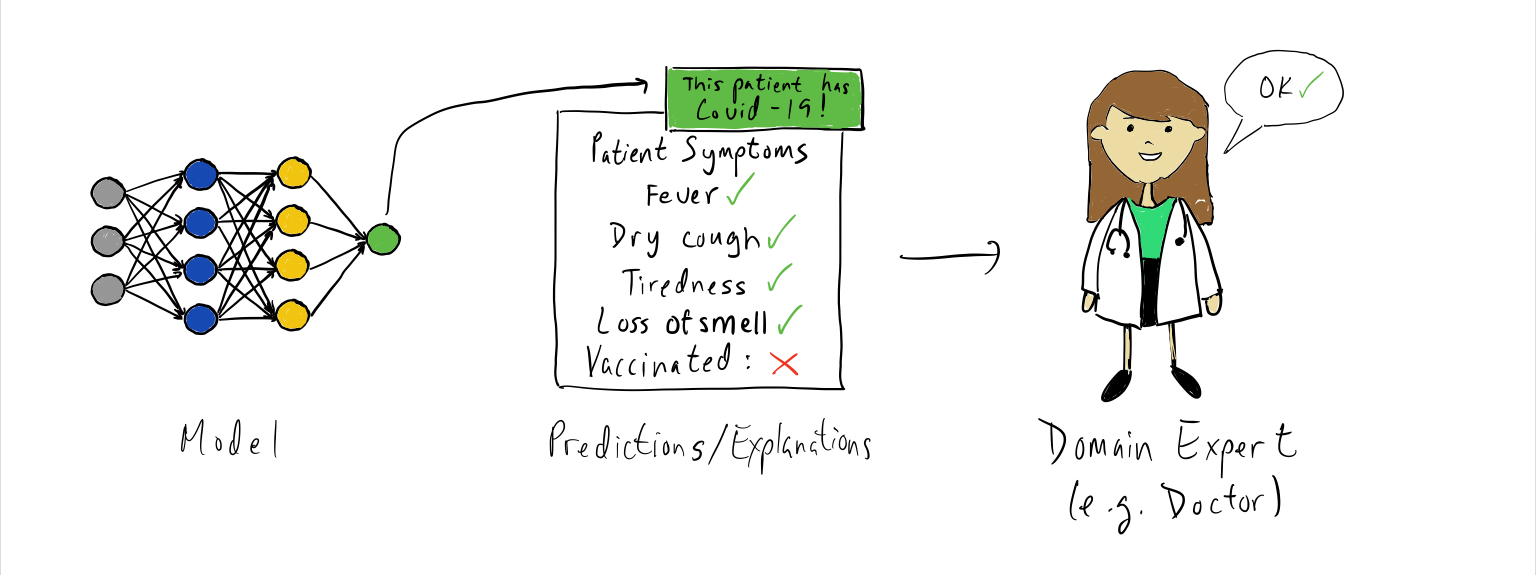 This patient has
Covid-19!
Patient Symptoms
Fever ✓
Dry cough ✓
Tiredness ✓
Loss of smell ✓
Vaccinated: ✗
OK ✓
Model
Predictions/Explanations
Domain Expert
(e.g. Doctor)